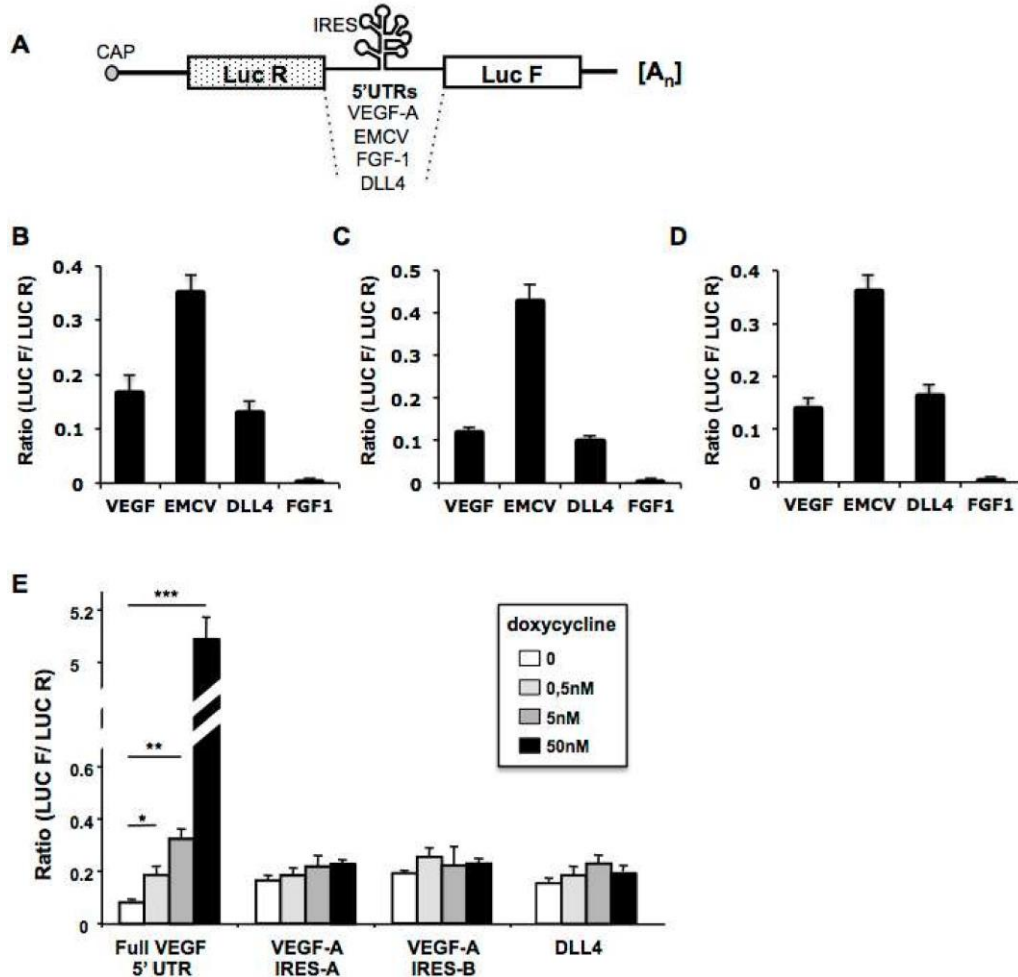 A
CAP
IRES
Luc R
Luc F
[An]
5'UTRs
VEGF-A
EMCV
FGF-1
DLL4
B
Ratio (LUC F/ LUC R)
0.4
0.3
0.2
0.1
0
VEGF EMCV DLL4 FGF1
C
Ratio (LUC F/ LUC R)
0.5
0.4
0.3
0.2
0.1
0
VEGF EMCV DLL4 FGF1
D
Ratio (LUC F/ LUC R)
0.4
0.3
0.2
0.1
0
VEGF EMCV DLL4 FGF1
E
Ratio (LUC F/ LUC R)
5.2
5
0.6
0.4
0.2
0
***
**
*
doxycycline
0
0,5nM
5nM
50nM
Full VEGF
5' UTR
VEGF-A
IRES-A
VEGF-A
IRES-B
DLL4